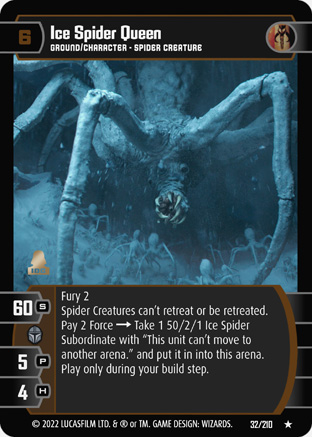 6
Ice Spider Queen
GROUND/CHARACTER - SPIDER CREATURE
60 S
5 P
4 H
Fury 2
Spider Creatures can't retreat or be retreated.
Pay 2 Force → Take 1 50/2/1 Ice Spider
Subordinate with "This unit can't move to
another arena." and put it in into this arena.
Play only during your build step.
© 2022 LUCASFILM LTD. & ® or TM. GAME DESIGN: WIZARDS. 32/210 ★